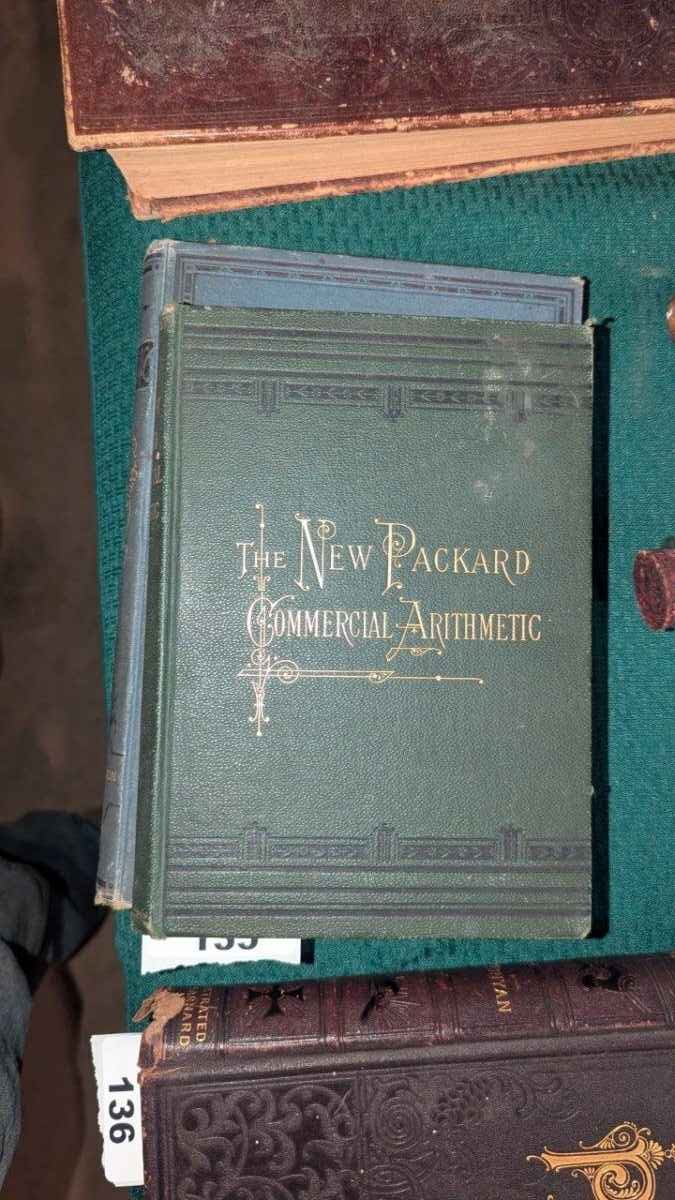 THE NEW PACKARD
COMMERCIAL ARITHMETIC
136